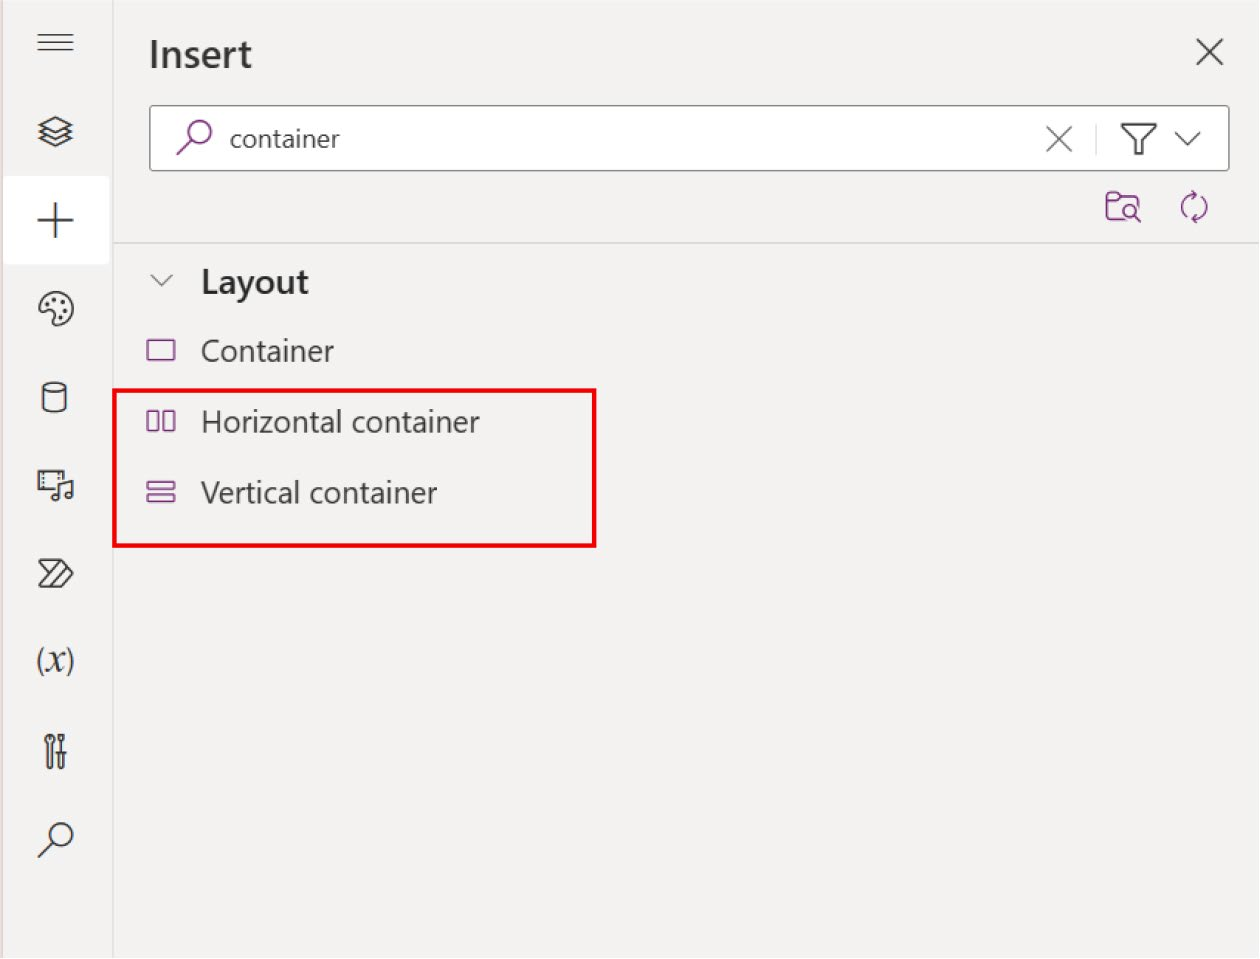 Insert
container
Layout
Container
Horizontal container
Vertical container
(x)